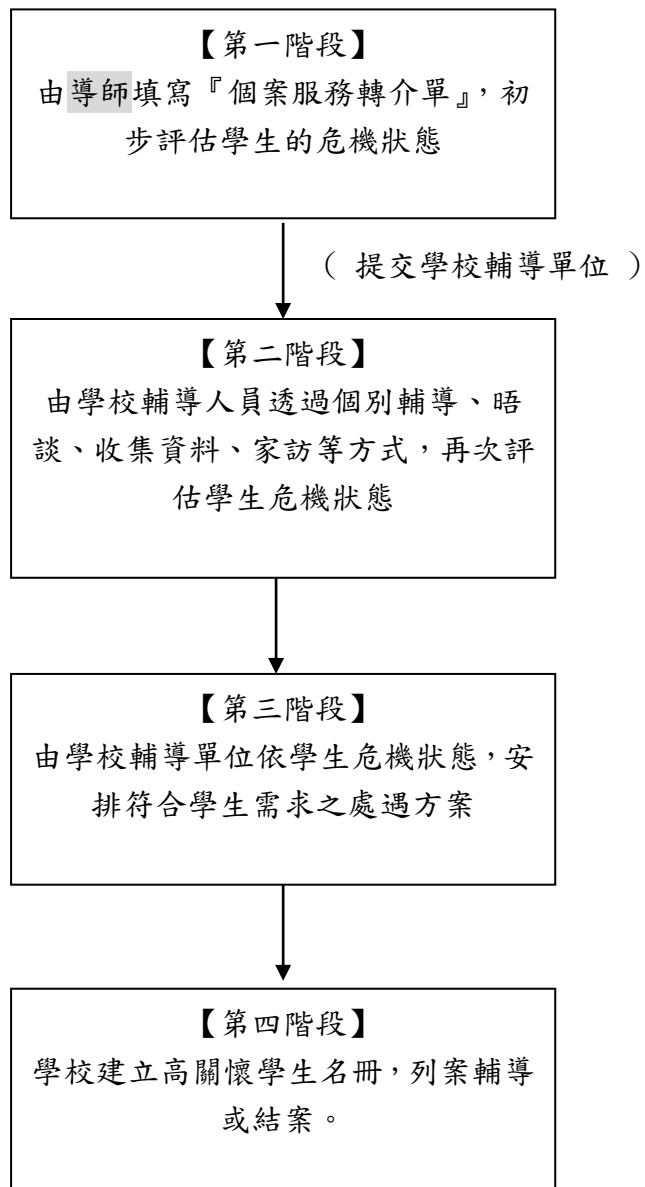 【第一階段】
由導師填寫『個案服務轉介單』，初
步評估學生的危機狀態
（ 提交學校輔導單位 ）
【第二階段】
由學校輔導人員透過個別輔導、晤
談、收集資料、家訪等方式，再次評
估學生危機狀態
【第三階段】
由學校輔導單位依學生危機狀態，安
排符合學生需求之處遇方案
【第四階段】
學校建立高關懷學生名冊，列案輔導
或結案。